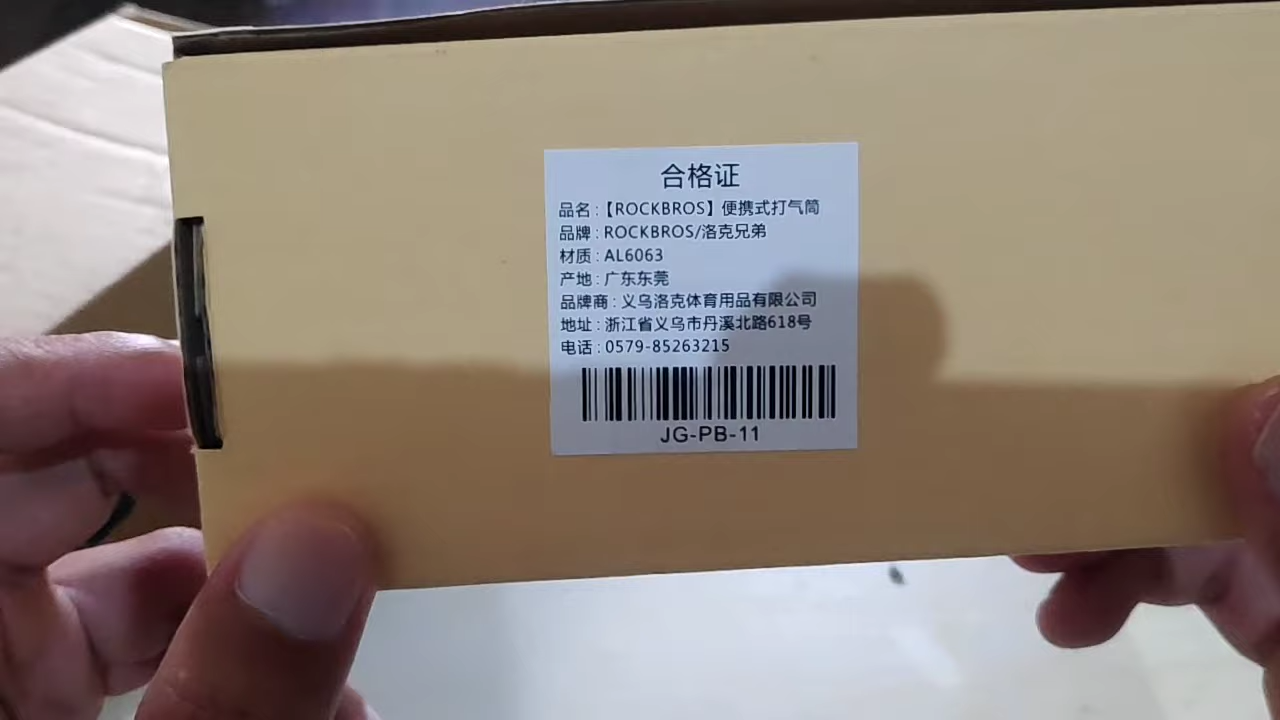 合格证
品名:【ROCKBROS】便携式打气筒
品牌:ROCKBROS/洛克兄弟
材质:AL6063
产地:广东东莞
品牌商:义乌洛克体育用品有限公司
地址:浙江省义乌市丹溪北路618号
电话:0579-85263215
JG-PB-11